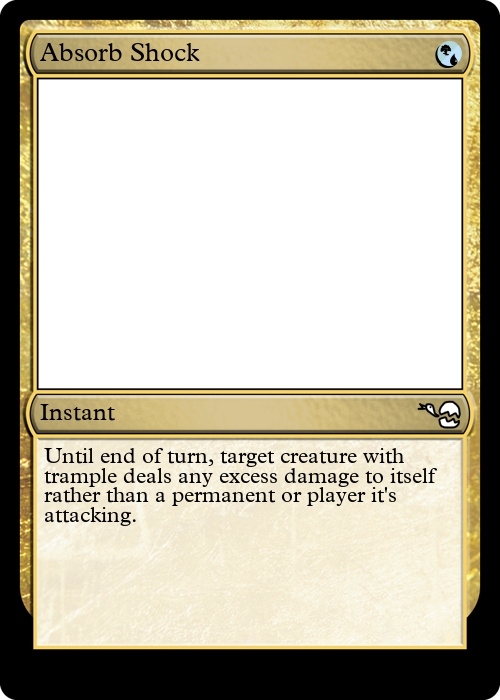 Absorb Shock
Instant
Until end of turn, target creature with
trample deals any excess damage to itself
rather than a permanent or player it's
attacking.